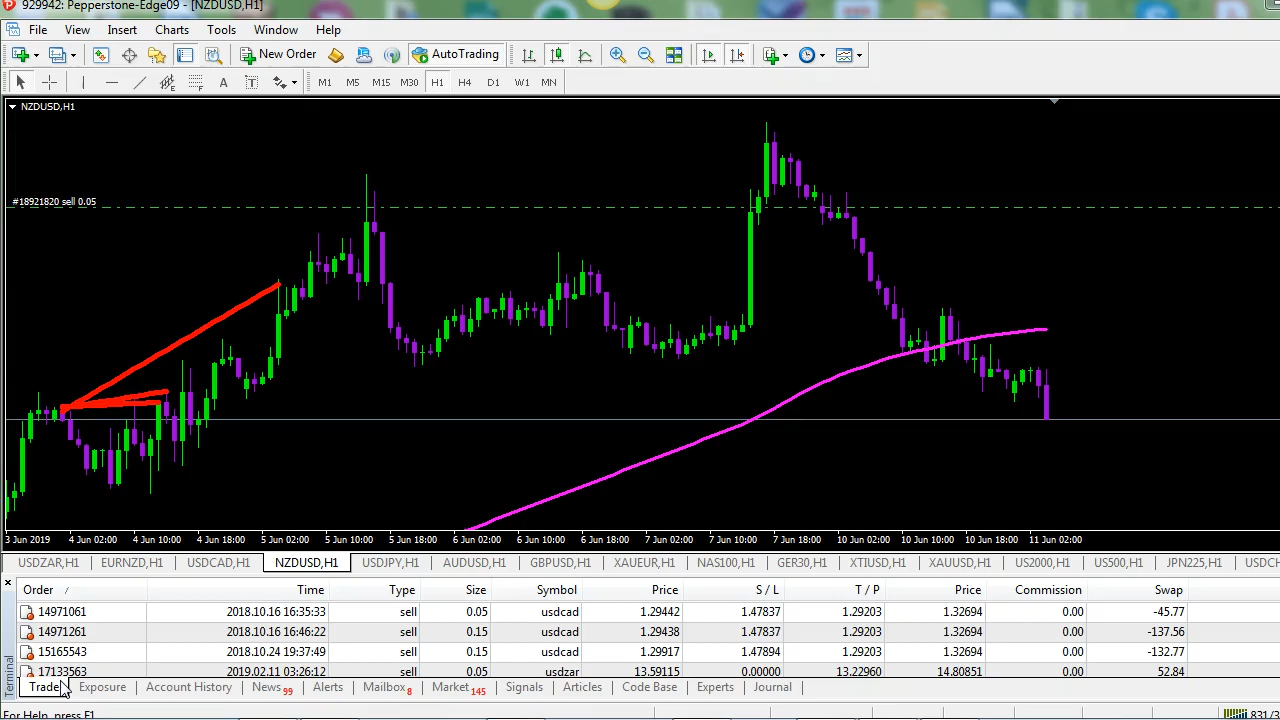 929942: Pepperstone-Edge09 - [NZDUSD,H1]
File View Insert Charts Tools Window Help
New Order AutoTrading
A T M1 M5 M15 M30 H1 H4 D1 W1 MN
NZDUSD,H1
#18921820 sell 0.05
3 Jun 2019 4 Jun 02:00 4 Jun 10:00 4 Jun 18:00 5 Jun 02:00 5 Jun 10:00 5 Jun 18:00 6 Jun 02:00 6 Jun 10:00 6 Jun 18:00 7 Jun 02:00 7 Jun 10:00 7 Jun 18:00 10 Jun 02:00 10 Jun 10:00 10 Jun 18:00 11 Jun 02:00
USDZAR,H1 EURNZD,H1 USDCAD,H1 NZDUSD,H1 USDJPY,H1 AUDUSD,H1 GBPUSD,H1 XAUEUR,H1 NAS100,H1 GER30,H1 XTIUSD,H1 XAUUSD,H1 US2000,H1 US500,H1 JPN225,H1 USDCH
Order / Time Type Size Symbol Price S / L T / P Price Commission Swap
14971061 2018.10.16 16:35:33 sell 0.05 usdcad 1.29442 1.47837 1.29203 1.32694 0.00 -45.77
14971261 2018.10.16 16:46:22 sell 0.15 usdcad 1.29438 1.47837 1.29203 1.32694 0.00 -137.56
15165543 2018.10.24 19:37:49 sell 0.15 usdcad 1.29917 1.47894 1.29203 1.32694 0.00 -132.77
17133563 2019.02.11 03:26:12 sell 0.05 usdzar 13.59115 0.00000 13.22960 14.80851 0.00 52.84
Terminal
Trade Exposure Account History News 99 Alerts Mailbox 8 Market 145 Signals Articles Code Base Experts Journal
For Help, press F1 831/3